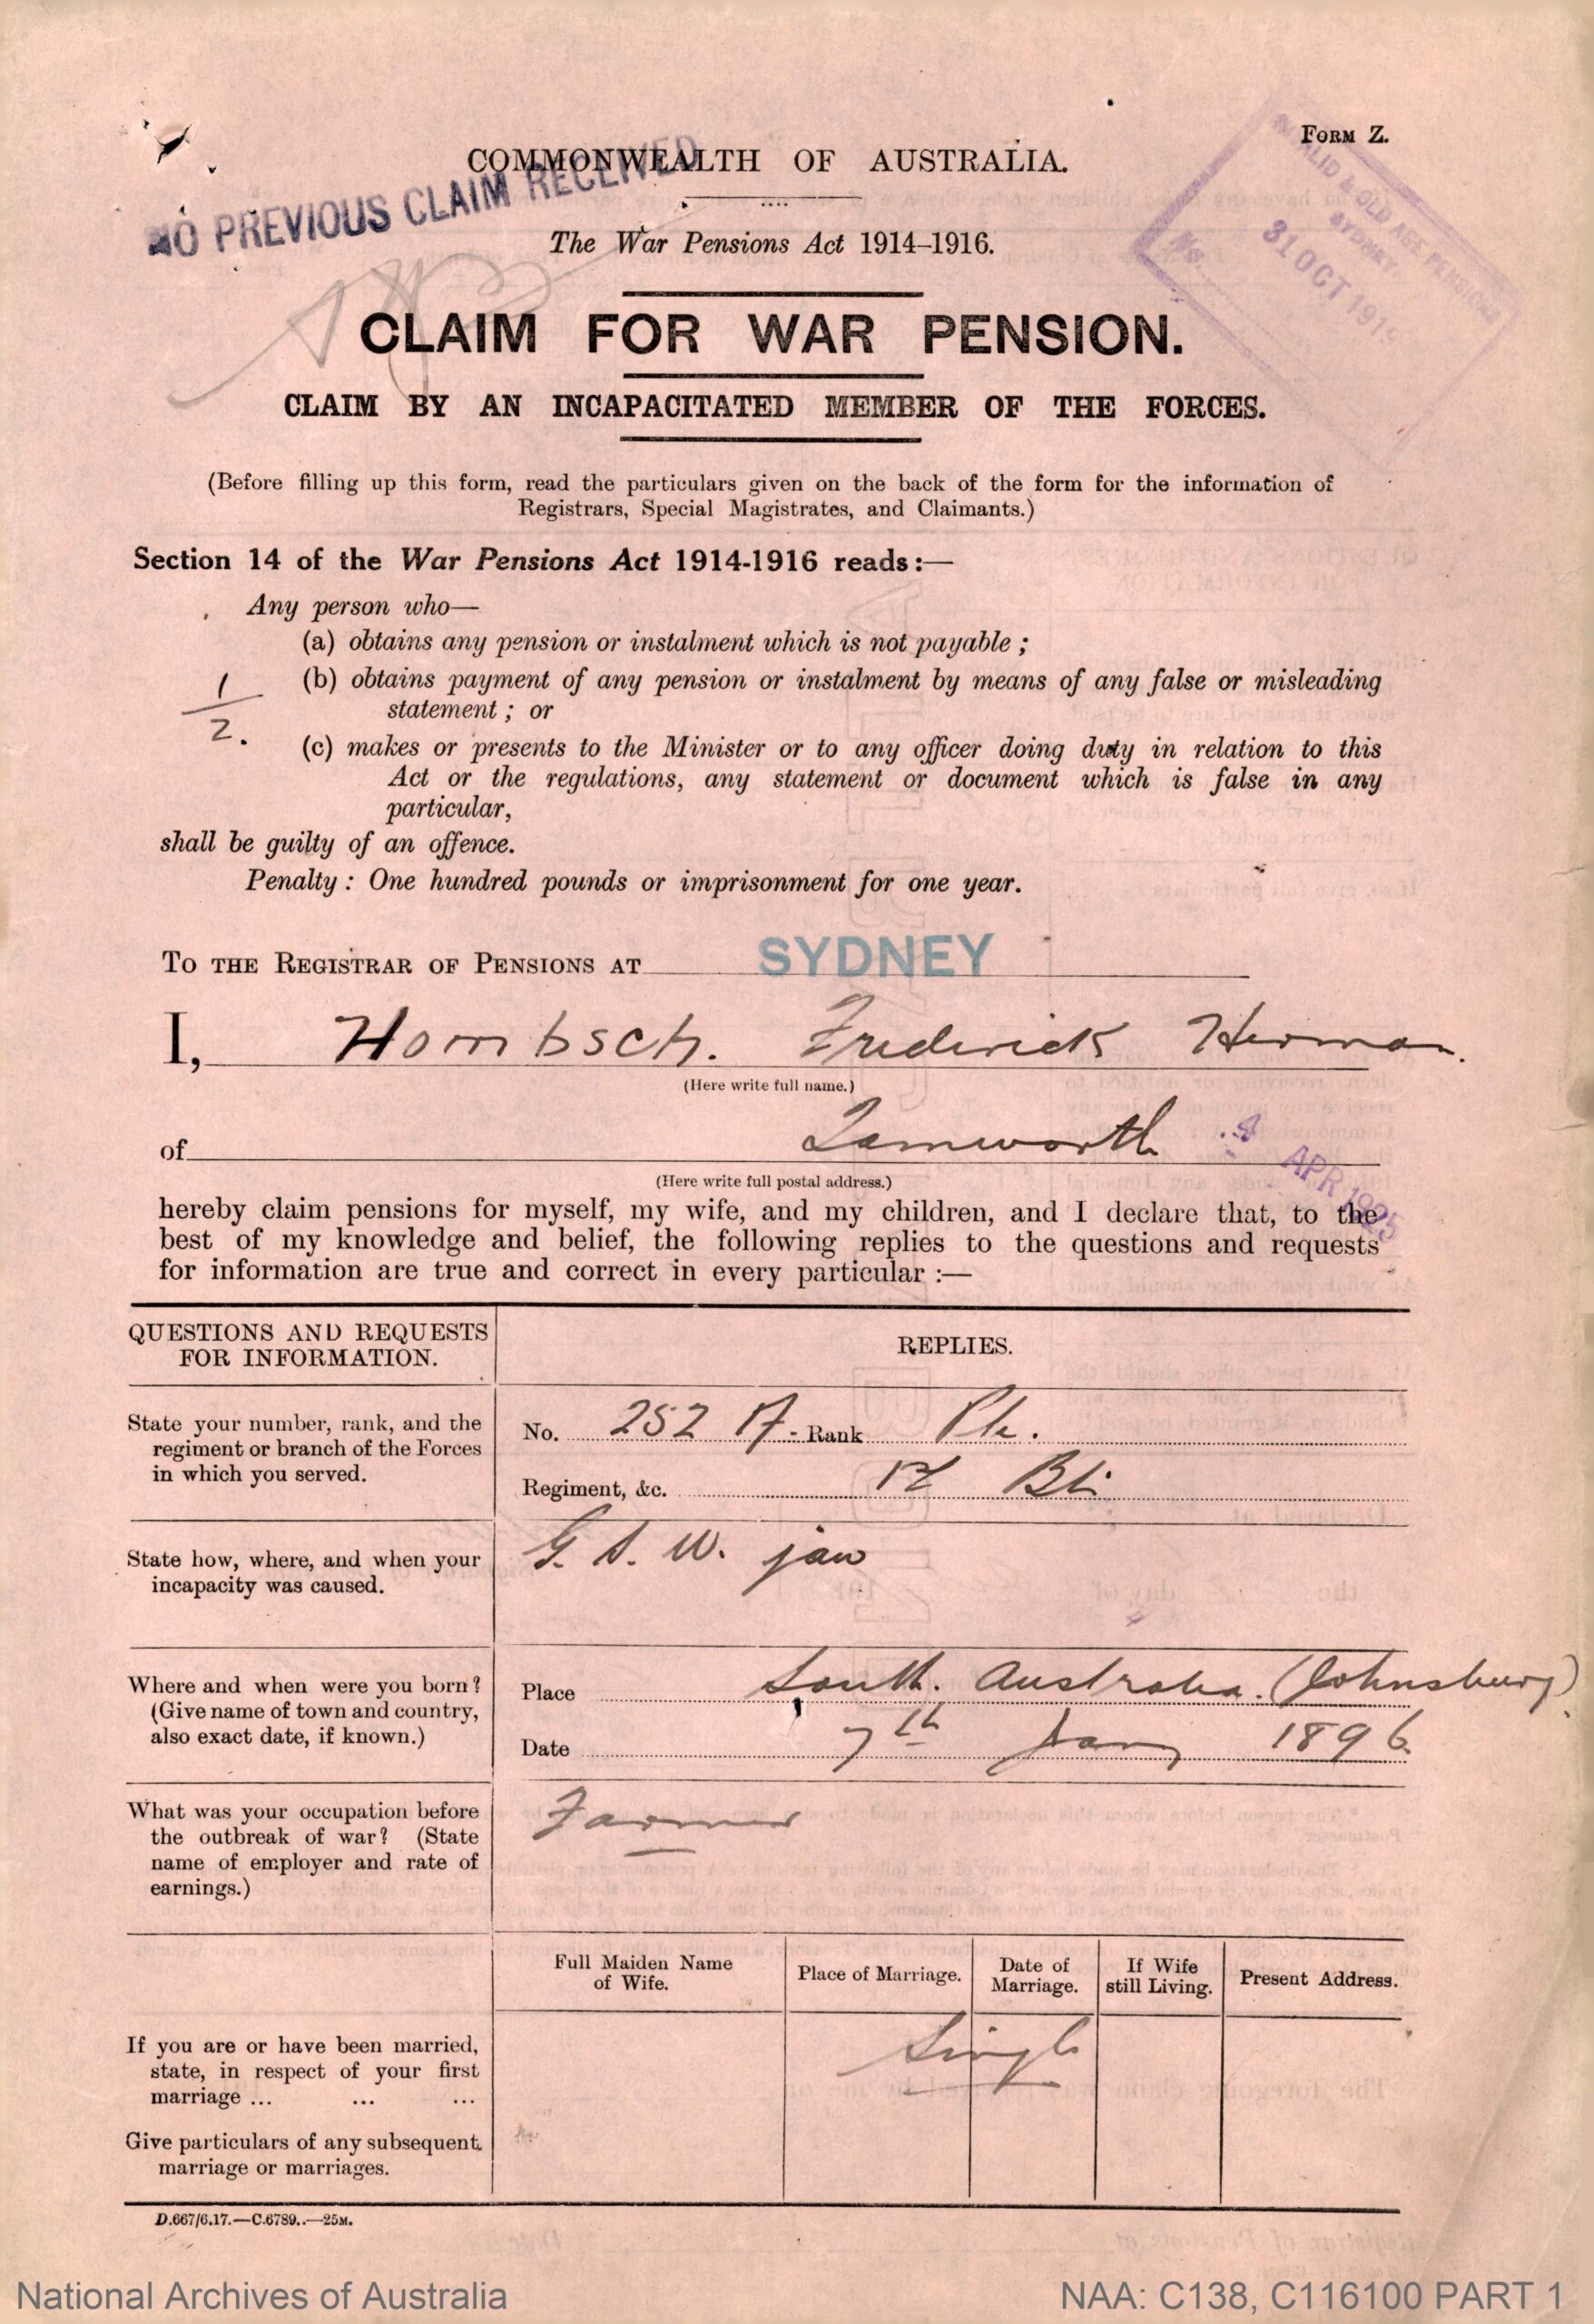 FORM Z.
COMMONWEALTH OF AUSTRALIA.
NO PREVIOUS CLAIM RECEIVED
INVALID & OLD AGE PENSIONS
SYDNEY.
No.
31 OCT 191
The War Pensions Act 1914–1916.
CLAIM FOR WAR PENSION.
CLAIM BY AN INCAPACITATED MEMBER OF THE FORCES.
(Before filling up this form, read the particulars given on the back of the form for the information of
Registrars, Special Magistrates, and Claimants.)
Section 14 of the War Pensions Act 1914-1916 reads:—
Any person who—
(a) obtains any pension or instalment which is not payable ;
(b) obtains payment of any pension or instalment by means of any false or misleading
statement ; or
1/2.
(c) makes or presents to the Minister or to any officer doing duty in relation to this
Act or the regulations, any statement or document which is false in any
particular,
shall be guilty of an offence.
Penalty : One hundred pounds or imprisonment for one year.
TO THE REGISTRAR OF PENSIONS AT SYDNEY
I, Hombsch. Frederick Herman.
(Here write full name.)
of Tamworth
APR 1925
(Here write full postal address.)
hereby claim pensions for myself, my wife, and my children, and I declare that, to the
best of my knowledge and belief, the following replies to the questions and requests
for information are true and correct in every particular :—
QUESTIONS AND REQUESTS
FOR INFORMATION.
REPLIES.
State your number, rank, and the
regiment or branch of the Forces
in which you served.
No. 252 A - Rank Pte.
Regiment, &c. Bn
State how, where, and when your
incapacity was caused.
G. S. W. jaw
Where and when were you born?
(Give name of town and country,
also exact date, if known.)
Place South. Australia. (Johnsburg)
Date 7th Jany 1896.
What was your occupation before
the outbreak of war? (State
name of employer and rate of
earnings.)
Farmer
Full Maiden Name
of Wife.
Place of Marriage.
Date of
Marriage.
If Wife
still Living.
Present Address.
If you are or have been married,
state, in respect of your first
marriage ... ... ...
Single
Give particulars of any subsequent
marriage or marriages.
D.667/6.17.—C.6789..—25M.
National Archives of Australia
NAA: C138, C116100 PART 1